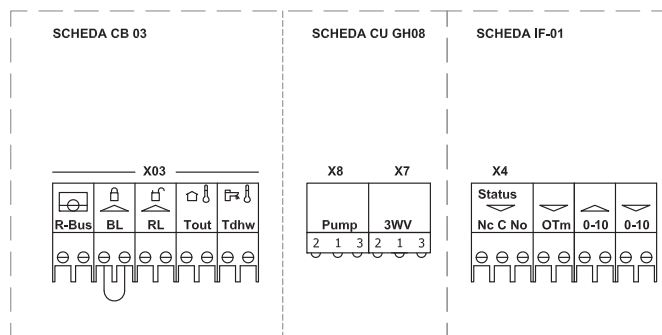 SCHEDA CB 03
SCHEDA CU GH08
SCHEDA IF-01
X03
X8
X7
X4
R-Bus
BL
RL
Tout
Tdhw
Pump
3WV
2 1 3 2 1 3
Status
Nc C No
OTm
0-10
0-10